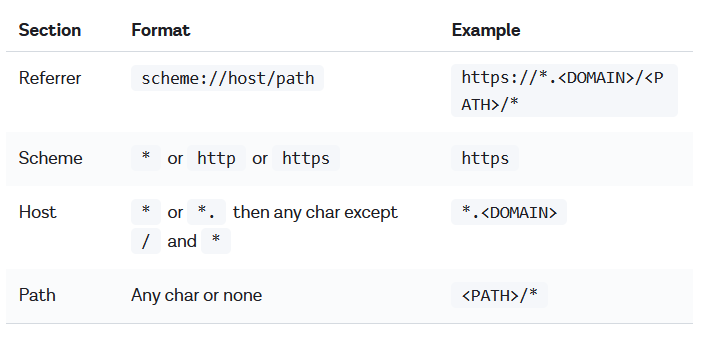 Section Format Example
Referrer scheme://host/path https://*.<DOMAIN>/<P
ATH>/*
Scheme * or http or https https
Host * or *. then any char except *.<DOMAIN>
/ and *
Path Any char or none <PATH>/*